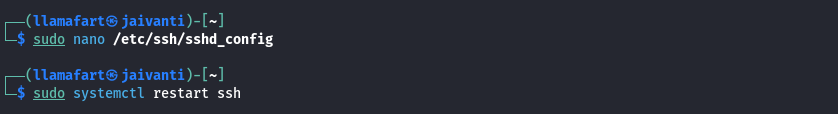 ┌──(llamafart㉿jaivanti)-[~]
└─$ sudo nano /etc/ssh/sshd_config
┌──(llamafart㉿jaivanti)-[~]
└─$ sudo systemctl restart ssh